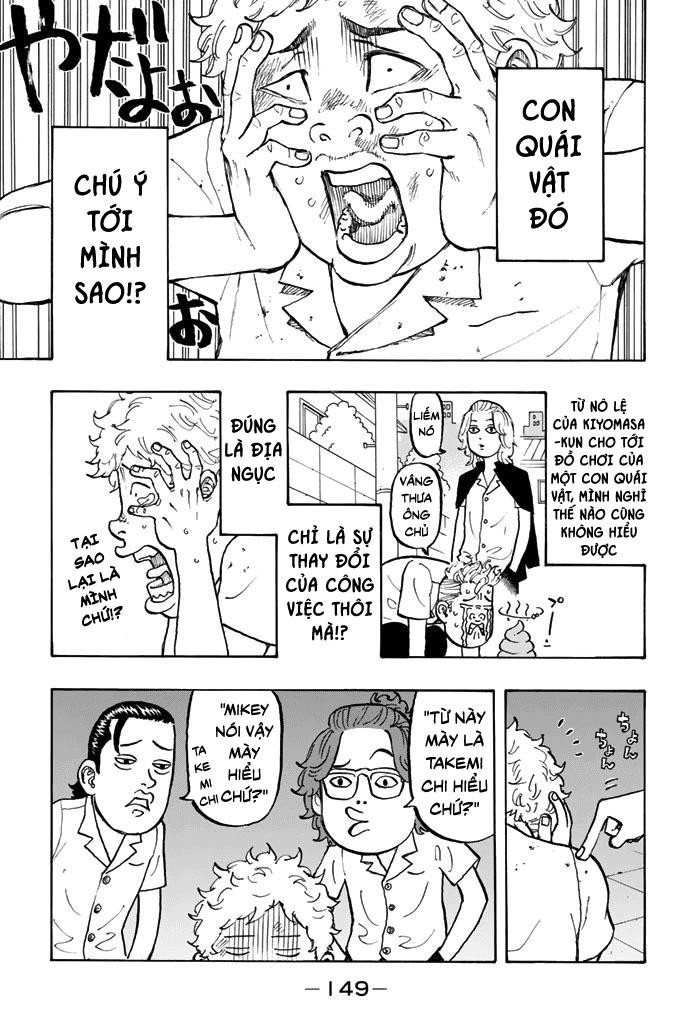 CON
QUÁI
VẬT
ĐÓ
やだよおお
CHÚ Ý
TỚI
MÌNH
SAO!?
TỪ NÔ LỆ
CỦA KIYOMASA
-KUN CHO TỚI
ĐỒ CHƠI CỦA
MỘT CON QUÁI
VẬT, MÌNH NGHĨ
THẾ NÀO CŨNG
KHÔNG HIỂU
ĐƯỢC
LIẾM
NÓ
VÂNG
THƯA
ÔNG CHỦ
プ
CHỈ LÀ SỰ
THAY ĐỔI
CỦA CÔNG
VIỆC THÔI
MÀ!?
ĐÚNG
LÀ ĐỊA
NGỤC
TẠI
SAO
LẠI LÀ
MÌNH
CHỨ!?
ちょん
ちょん
"TỪ NÀY
MÀY LÀ
TAKEMI
CHI HIỂU
CHỨ?"
"MIKEY
NÓI VẬY
MÀY
HIỂU
CHỨ?"
TA
KE
MI
CHI
—149—